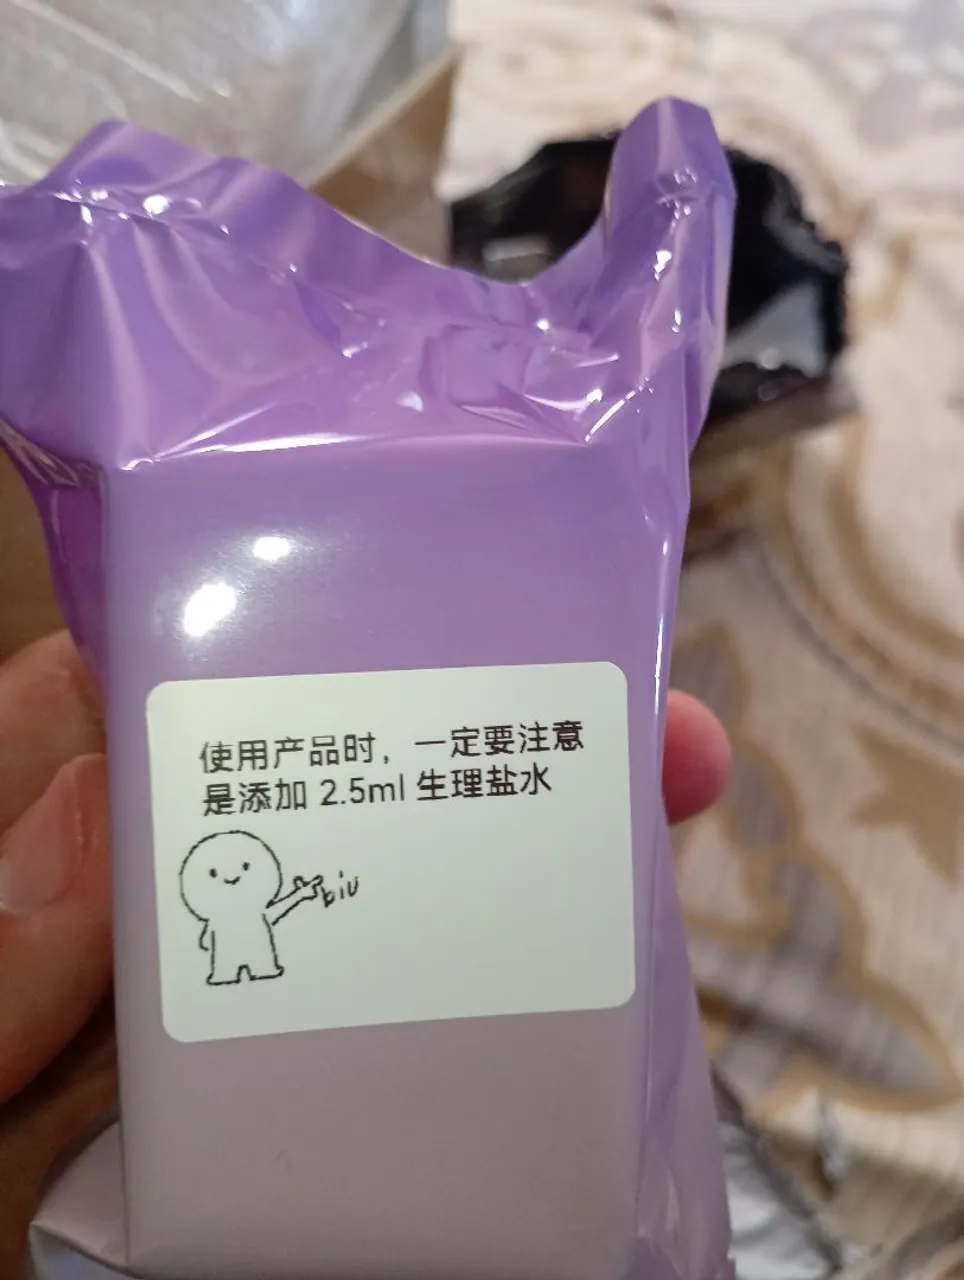 使用产品时，一定要注意
是添加 2.5ml 生理盐水
biu